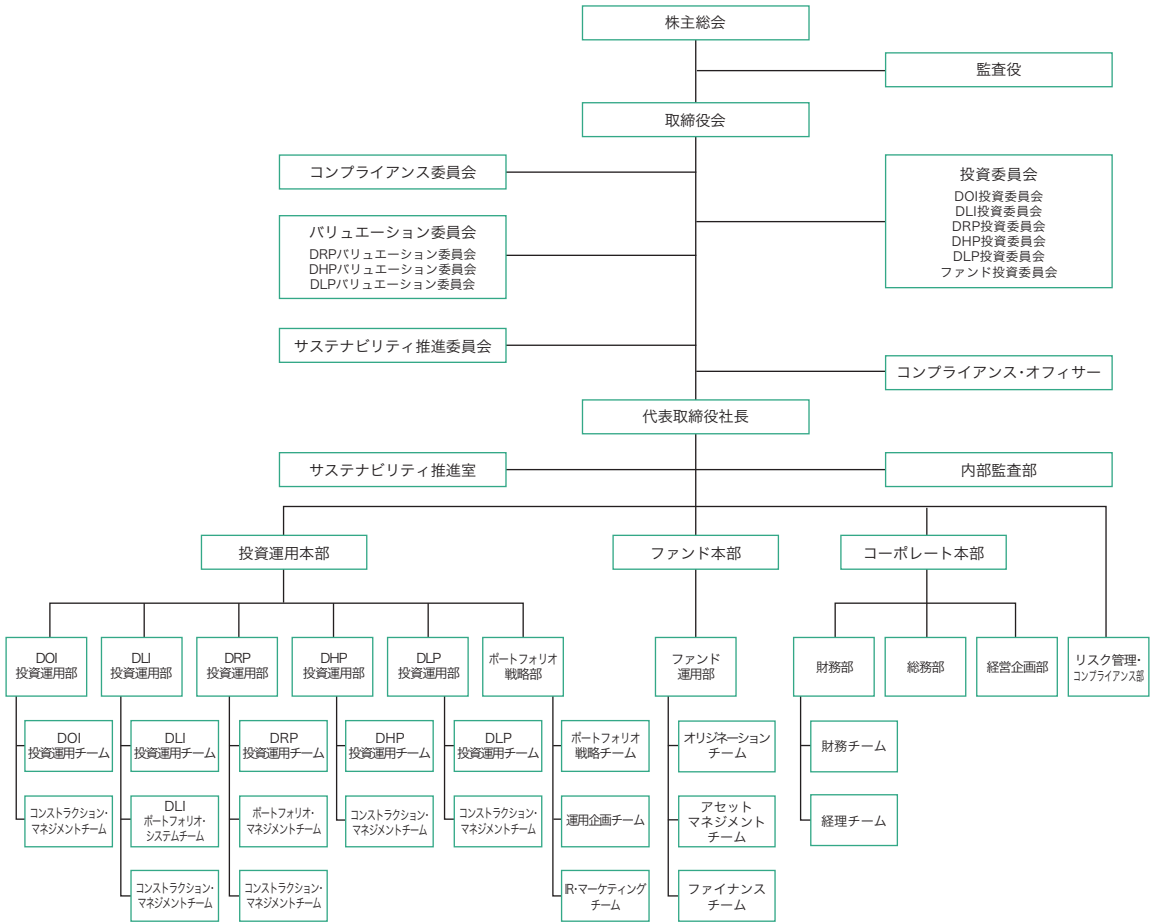 株主総会
監査役
取締役会
コンプライアンス委員会
投資委員会
DOI投資委員会
DLI投資委員会
DRP投資委員会
DHP投資委員会
DLP投資委員会
ファンド投資委員会
バリュエーション委員会
DRPバリュエーション委員会
DHPバリュエーション委員会
DLPバリュエーション委員会
サステナビリティ推進委員会
コンプライアンス・オフィサー
代表取締役社長
サステナビリティ推進室
内部監査部
投資運用本部
ファンド本部
コーポレート本部
DOI
投資運用部
DLI
投資運用部
DRP
投資運用部
DHP
投資運用部
DLP
投資運用部
ポートフォリオ
戦略部
ファンド
運用部
財務部
総務部
経営企画部
リスク管理・
コンプライアンス部
DOI
投資運用チーム
DLI
投資運用チーム
DRP
投資運用チーム
DHP
投資運用チーム
DLP
投資運用チーム
ポートフォリオ
戦略チーム
オリジネーション
チーム
財務チーム
コンストラクション・
マネジメントチーム
DLI
ポートフォリオ・
システムチーム
ポートフォリオ・
マネジメントチーム
コンストラクション・
マネジメントチーム
コンストラクション・
マネジメントチーム
運用企画チーム
アセット
マネジメント
チーム
経理チーム
コンストラクション・
マネジメントチーム
コンストラクション・
マネジメントチーム
IR・マーケティング
チーム
ファイナンス
チーム